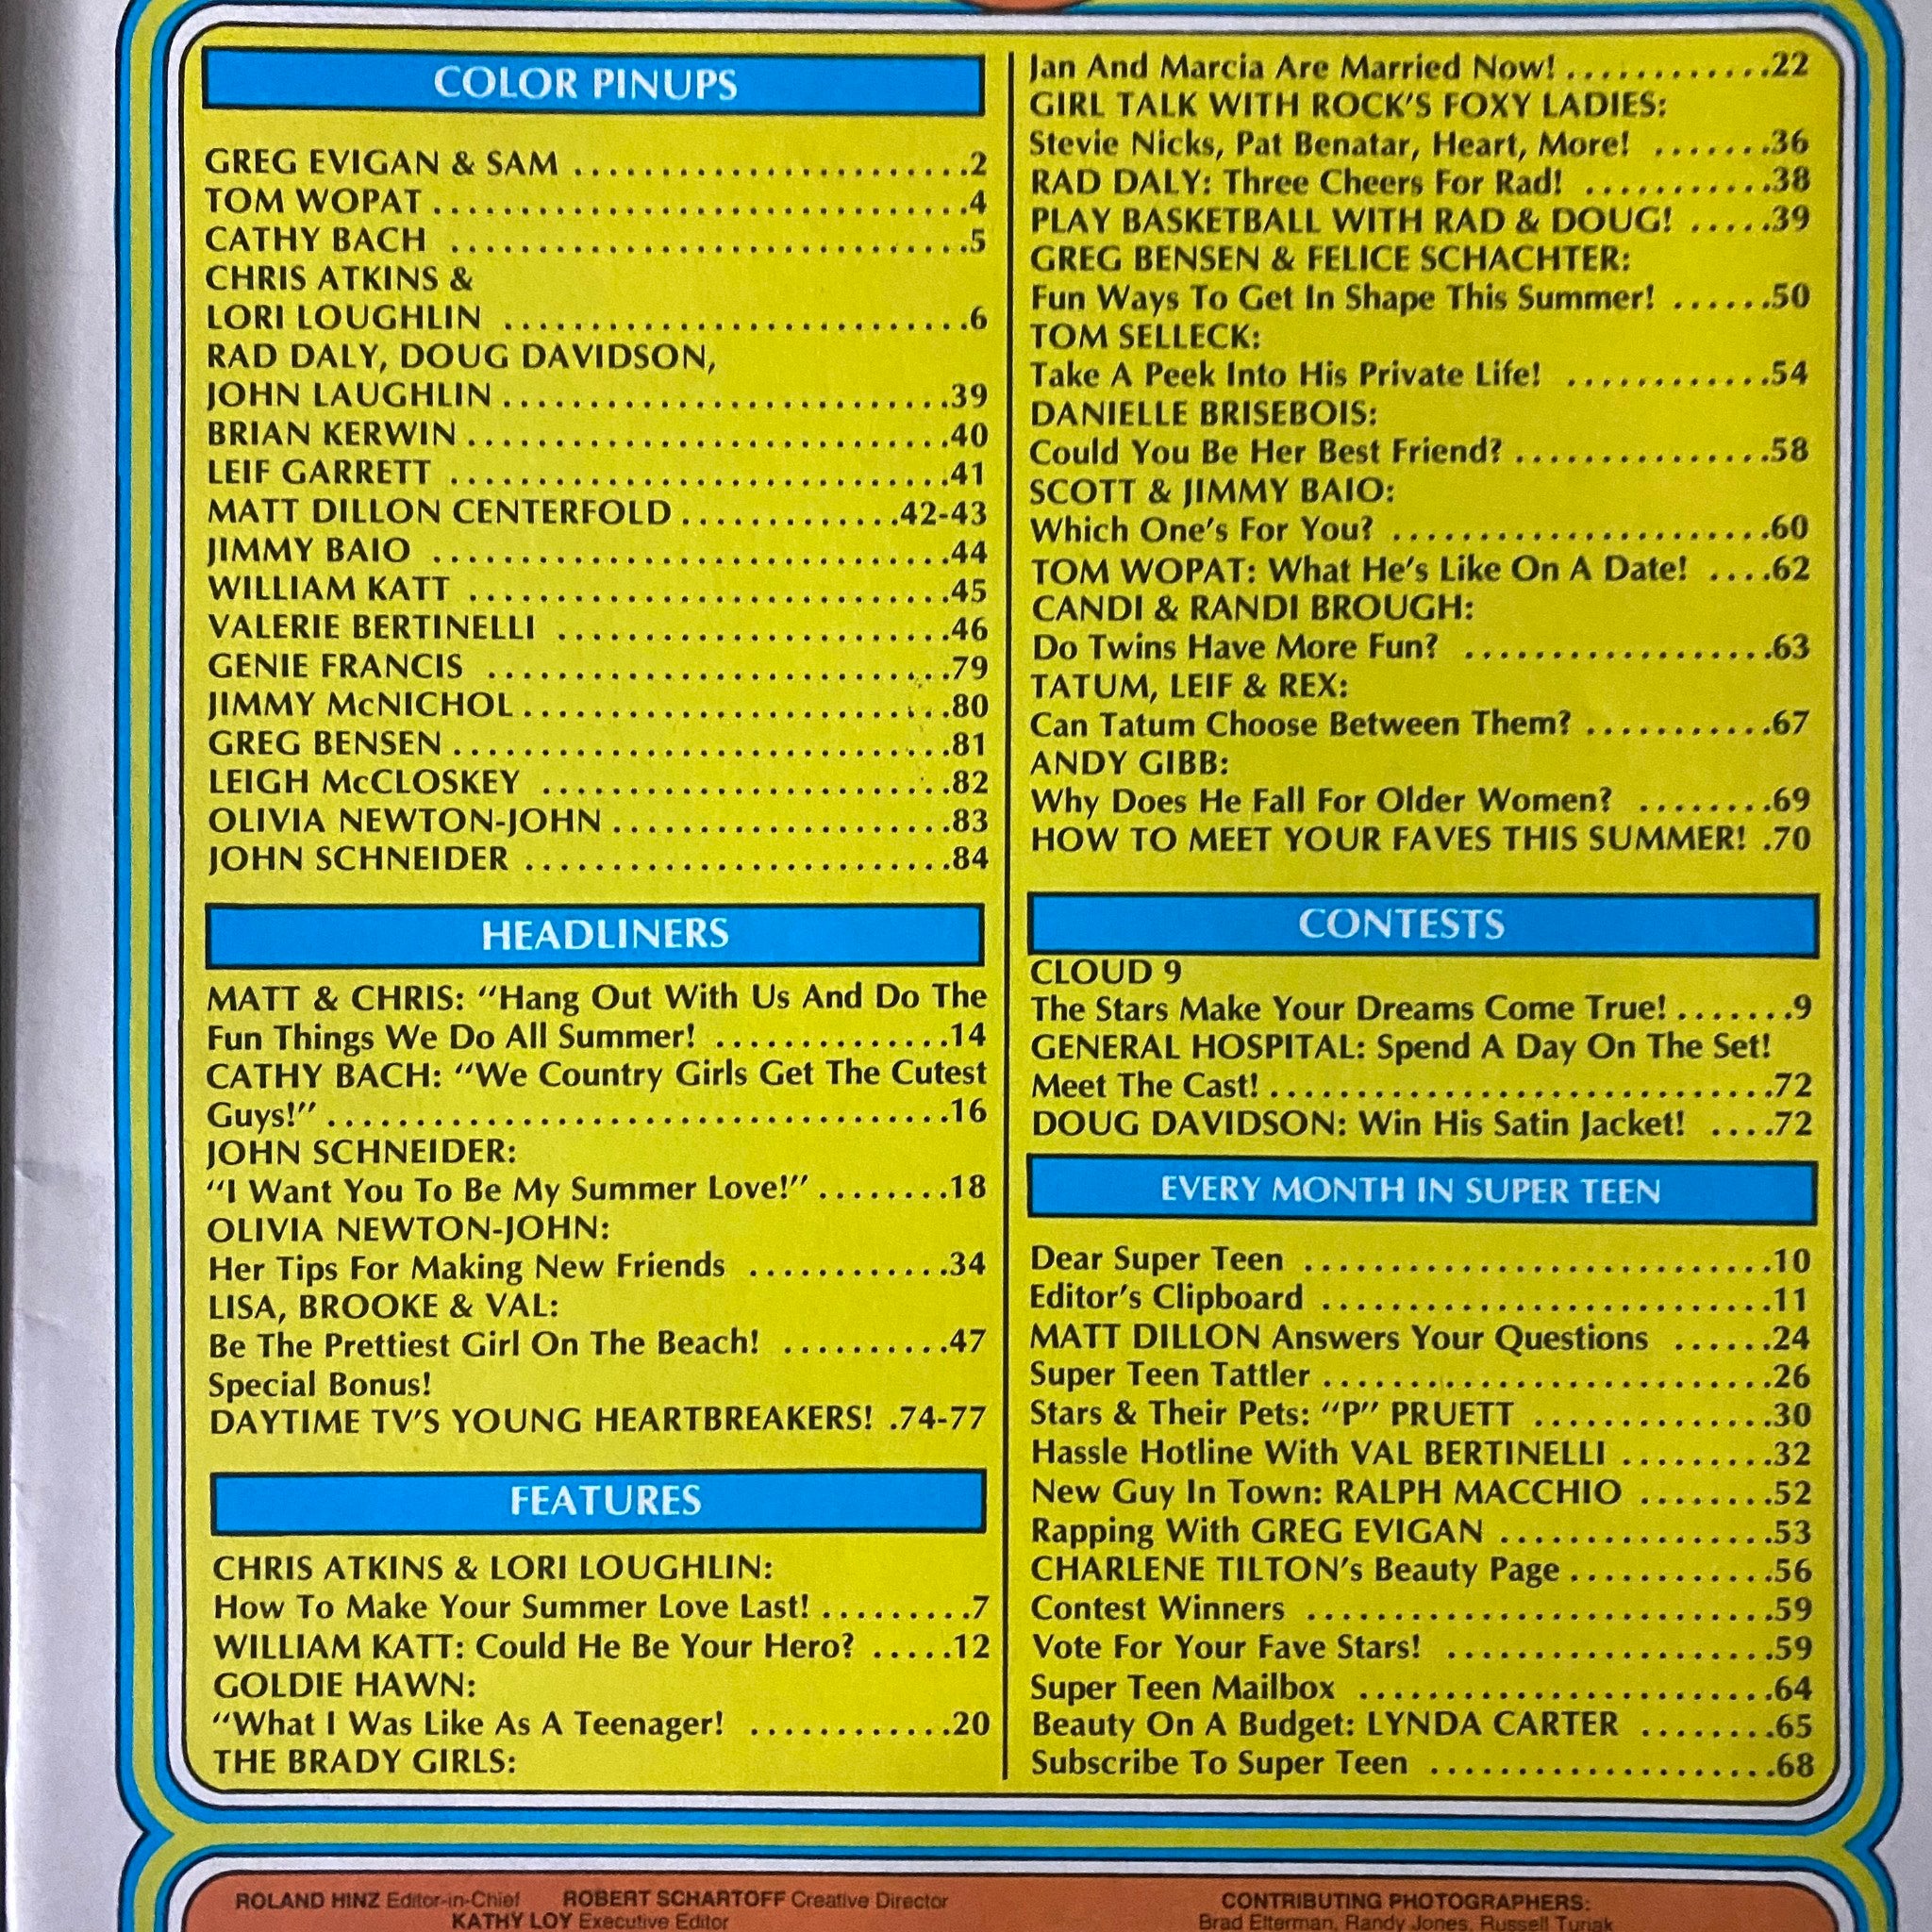 COLOR PINUPS
GREG EVIGAN & SAM ........................2
TOM WOPAT ................................4
CATHY BACH ...............................5
CHRIS ATKINS &
LORI LOUGHLIN ............................6
RAD DALY, DOUG DAVIDSON,
JOHN LAUGHLIN ...........................39
BRIAN KERWIN .............................40
LEIF GARRETT .............................41
MATT DILLON CENTERFOLD .............42-43
JIMMY BAIO ...............................44
WILLIAM KATT .............................45
VALERIE BERTINELLI .......................46
GENIE FRANCIS ............................79
JIMMY McNICHOL ...........................80
GREG BENSEN ..............................81
LEIGH McCLOSKEY ..........................82
OLIVIA NEWTON-JOHN ......................83
JOHN SCHNEIDER ...........................84
HEADLINERS
MATT & CHRIS: “Hang Out With Us And Do The
Fun Things We Do All Summer! ..............14
CATHY BACH: “We Country Girls Get The Cutest
Guys!” ....................................16
JOHN SCHNEIDER:
“I Want You To Be My Summer Love!” ........18
OLIVIA NEWTON-JOHN:
Her Tips For Making New Friends ............34
LISA, BROOKE & VAL:
Be The Prettiest Girl On The Beach! ..........47
Special Bonus!
DAYTIME TV’S YOUNG HEARTBREAKERS! .74-77
FEATURES
CHRIS ATKINS & LORI LOUGHLIN:
How To Make Your Summer Love Last! .........7
WILLIAM KATT: Could He Be Your Hero? .....12
GOLDIE HAWN:
“What I Was Like As A Teenager! ............20
THE BRADY GIRLS:
Jan And Marcia Are Married Now! ............22
GIRL TALK WITH ROCK’S FOXY LADIES:
Stevie Nicks, Pat Benatar, Heart, More! .......36
RAD DALY: Three Cheers For Rad! ...........38
PLAY BASKETBALL WITH RAD & DOUG! .....39
GREG BENSEN & FELICE SCHACHTER:
Fun Ways To Get In Shape This Summer! ......50
TOM SELLECK:
Take A Peek Into His Private Life! ............54
DANIELLE BRISEBOIS:
Could You Be Her Best Friend? ...............58
SCOTT & JIMMY BAIO:
Which One’s For You? ......................60
TOM WOPAT: What He’s Like On A Date! ....62
CANDI & RANDI BROUGH:
Do Twins Have More Fun? ..................63
TATUM, LEIF & REX:
Can Tatum Choose Between Them? ...........67
ANDY GIBB:
Why Does He Fall For Older Women? ........69
HOW TO MEET YOUR FAVES THIS SUMMER! .70
CONTESTS
CLOUD 9
The Stars Make Your Dreams Come True! .......9
GENERAL HOSPITAL: Spend A Day On The Set!
Meet The Cast! .............................72
DOUG DAVIDSON: Win His Satin Jacket! ....72
EVERY MONTH IN SUPER TEEN
Dear Super Teen ...........................10
Editor’s Clipboard ..........................11
MATT DILLON Answers Your Questions ......24
Super Teen Tattler ..........................26
Stars & Their Pets: “P” PRUETT ..............30
Hassle Hotline With VAL BERTINELLI .........32
New Guy In Town: RALPH MACCHIO ........52
Rapping With GREG EVIGAN ................53
CHARLENE TILTON’s Beauty Page ............56
Contest Winners ...........................59
Vote For Your Fave Stars! ...................59
Super Teen Mailbox ........................64
Beauty On A Budget: LYNDA CARTER ........65
Subscribe To Super Teen ....................68
ROLAND HINZ Editor-in-Chief ROBERT SCHARTOFF Creative Director
KATHY LOY Executive Editor
CONTRIBUTING PHOTOGRAPHERS:
Brad Elterman, Randy Jones, Russell Turiak